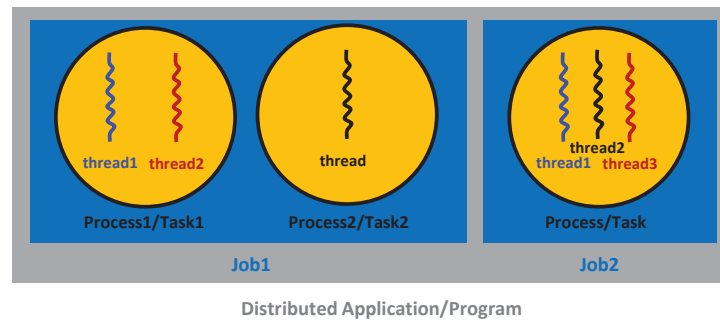 thread1 thread2
thread
thread2
thread1 thread3
Process1/Task1
Process2/Task2
Process/Task
Job1
Job2
Distributed Application/Program